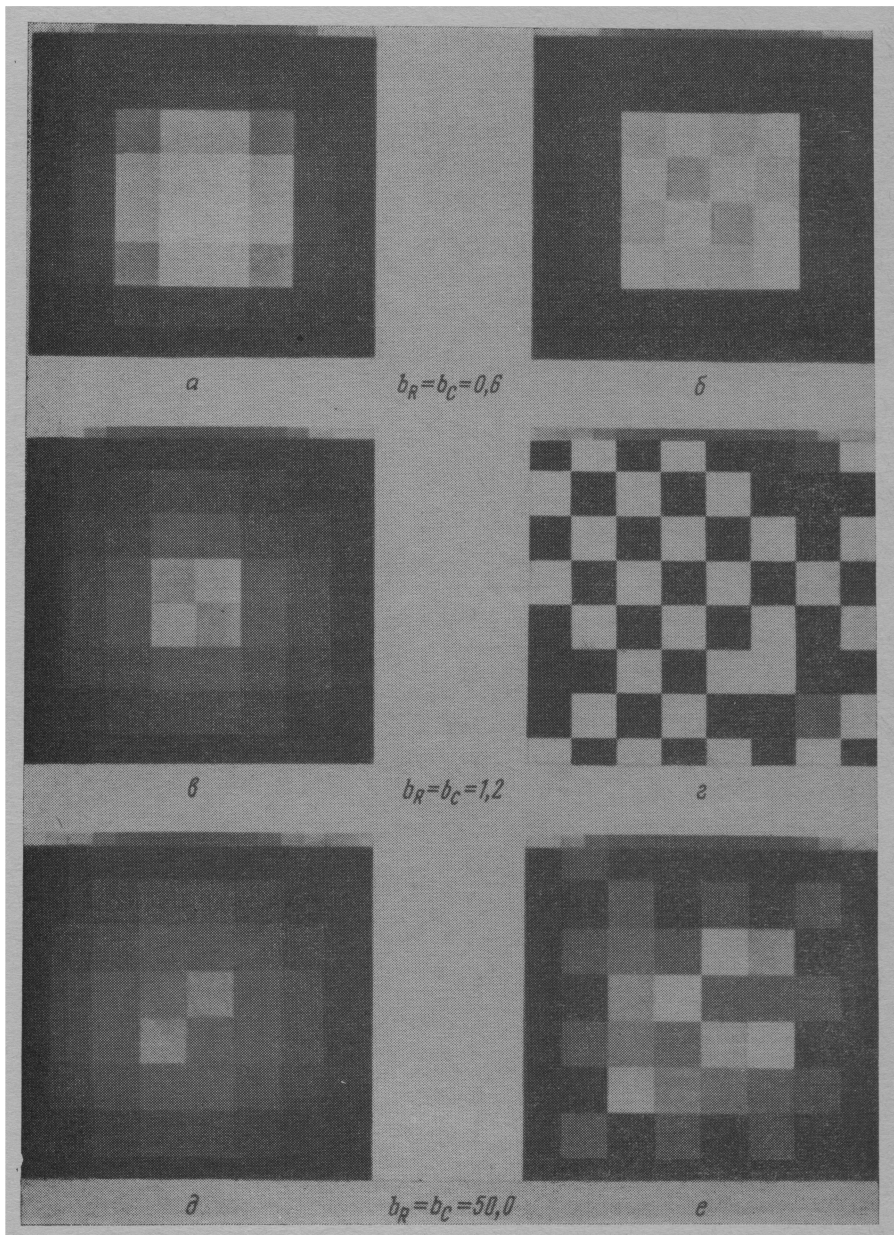 а b_R=b_C=0,6 б
в b_R=b_C=1,2 г
д b_R=b_C=50,0 е